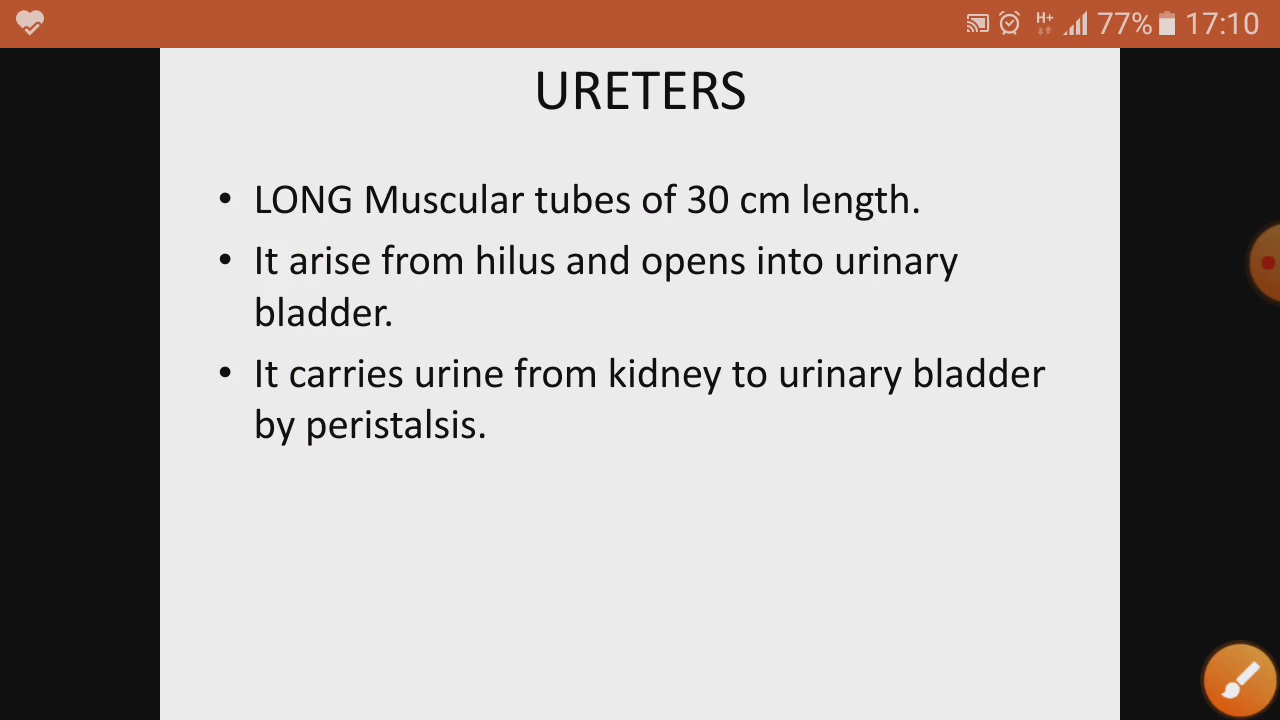 H+ 77% 17:10
URETERS
• LONG Muscular tubes of 30 cm length.
• It arise from hilus and opens into urinary
bladder.
• It carries urine from kidney to urinary bladder
by peristalsis.